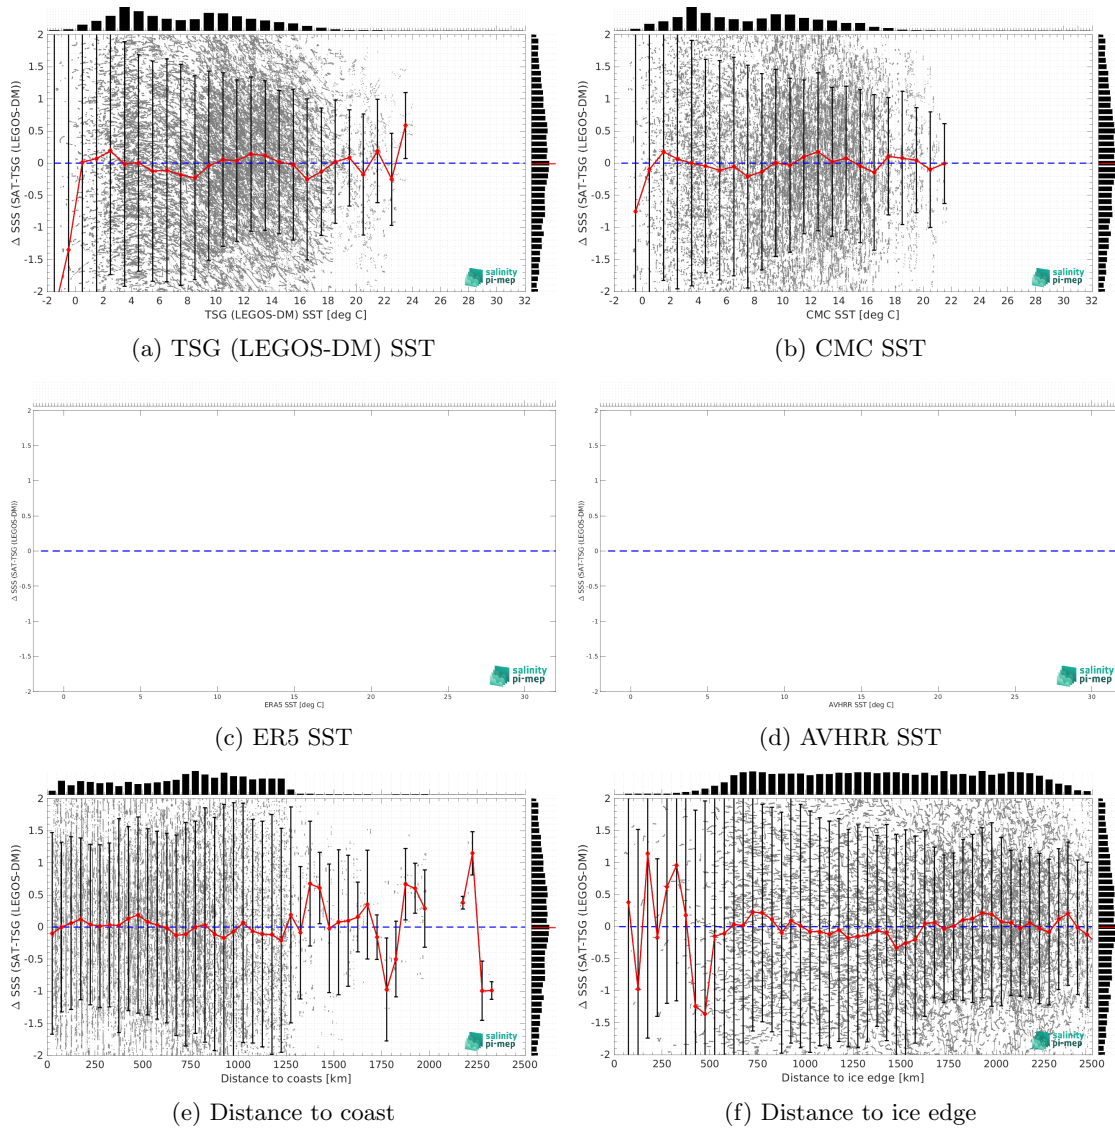 2
1.5
1
0.5
0
-0.5
-1
-1.5
-2
Δ SSS (SAT-TSG (LEGOS-DM))
-2 0 2 4 6 8 10 12 14 16 18 20 22 24 26 28 30 32
TSG (LEGOS-DM) SST [deg C]
salinity
pi-mep
(a) TSG (LEGOS-DM) SST
2
1.5
1
0.5
0
-0.5
-1
-1.5
-2
Δ SSS (SAT-TSG (LEGOS-DM))
-2 0 2 4 6 8 10 12 14 16 18 20 22 24 26 28 30 32
CMC SST [deg C]
salinity
pi-mep
(b) CMC SST
2
1.5
1
0.5
0
-0.5
-1
-1.5
-2
Δ SSS (SAT-TSG (LEGOS-DM))
0 5 10 15 20 25 30
ERA5 SST [deg C]
salinity
pi-mep
(c) ER5 SST
2
1.5
1
0.5
0
-0.5
-1
-1.5
-2
Δ SSS (SAT-TSG (LEGOS-DM))
0 5 10 15 20 25 30
AVHRR SST [deg C]
salinity
pi-mep
(d) AVHRR SST
2
1.5
1
0.5
0
-0.5
-1
-1.5
-2
Δ SSS (SAT-TSG (LEGOS-DM))
0 250 500 750 1000 1250 1500 1750 2000 2250 2500
Distance to coasts [km]
salinity
pi-mep
(e) Distance to coast
2
1.5
1
0.5
0
-0.5
-1
-1.5
-2
Δ SSS (SAT-TSG (LEGOS-DM))
0 250 500 750 1000 1250 1500 1750 2000 2250 2500
Distance to ice edge [km]
salinity
pi-mep
(f) Distance to ice edge